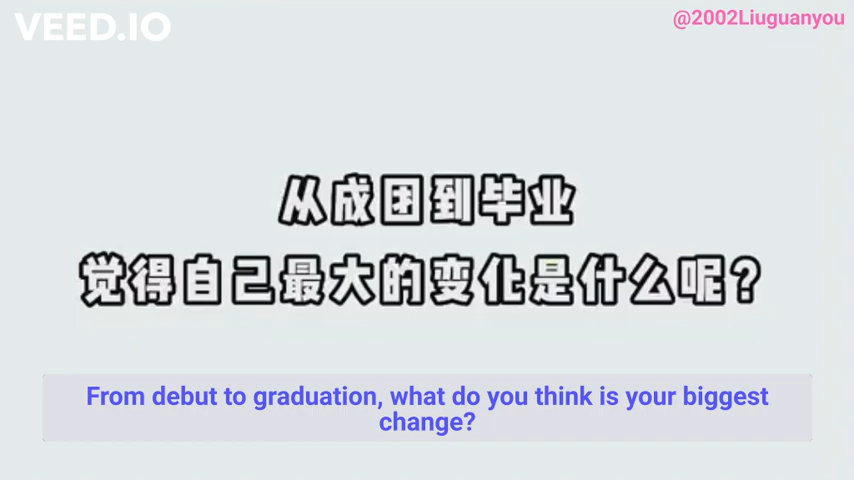 VEED.IO
@2002Liuguanyou
从成团到毕业
觉得自己最大的变化是什么呢？
From debut to graduation, what do you think is your biggest
change?